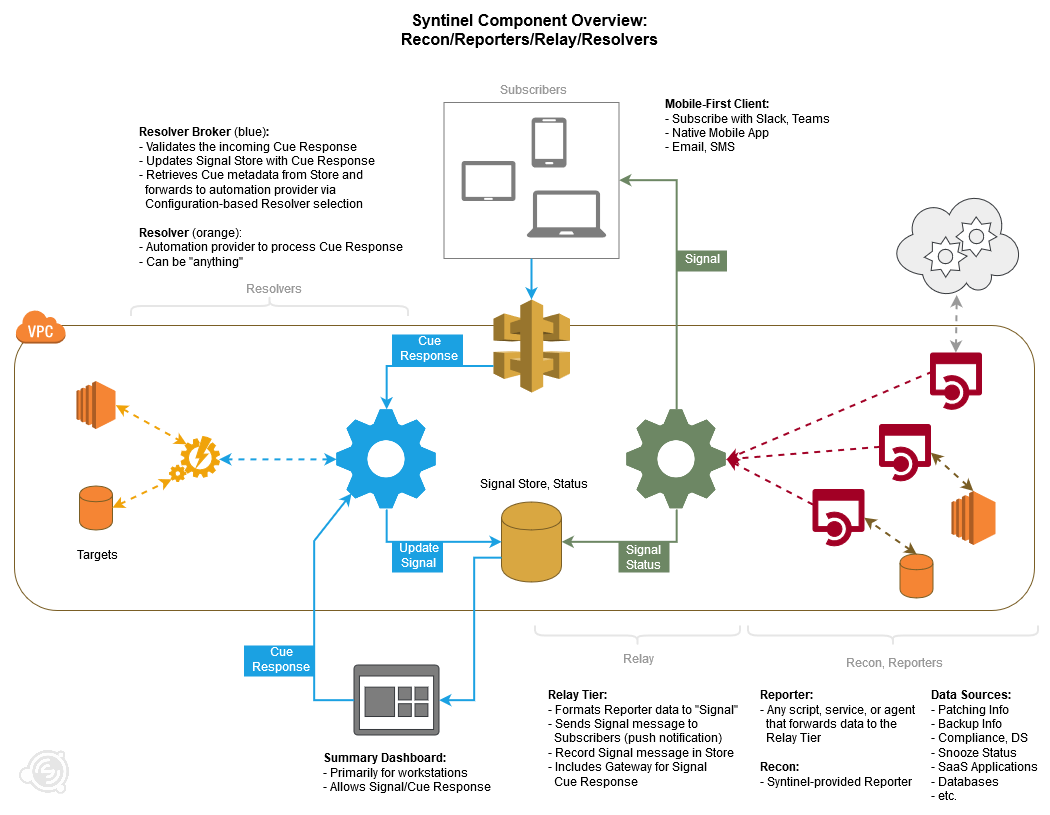 Syntinel Component Overview:
Recon/Reporters/Relay/Resolvers
Subscribers
Mobile-First Client:
- Subscribe with Slack, Teams
- Native Mobile App
- Email, SMS
Resolver Broker (blue):
- Validates the incoming Cue Response
- Updates Signal Store with Cue Response
- Retrieves Cue metadata from Store and
forwards to automation provider via
Configuration-based Resolver selection
Resolver (orange):
- Automation provider to process Cue Response
- Can be "anything"
Resolvers
Signal
VPC
Cue
Response
Signal Store, Status
Targets
Update
Signal
Signal
Status
Cue
Response
Relay
Recon, Reporters
Relay Tier:
- Formats Reporter data to "Signal"
- Sends Signal message to
Subscribers (push notification)
- Record Signal message in Store
- Includes Gateway for Signal
Cue Response
Reporter:
- Any script, service, or agent
that forwards data to the
Relay Tier
Recon:
- Syntinel-provided Reporter
Data Sources:
- Patching Info
- Backup Info
- Compliance, DS
- Snooze Status
- SaaS Applications
- Databases
- etc.
Summary Dashboard:
- Primarily for workstations
- Allows Signal/Cue Response